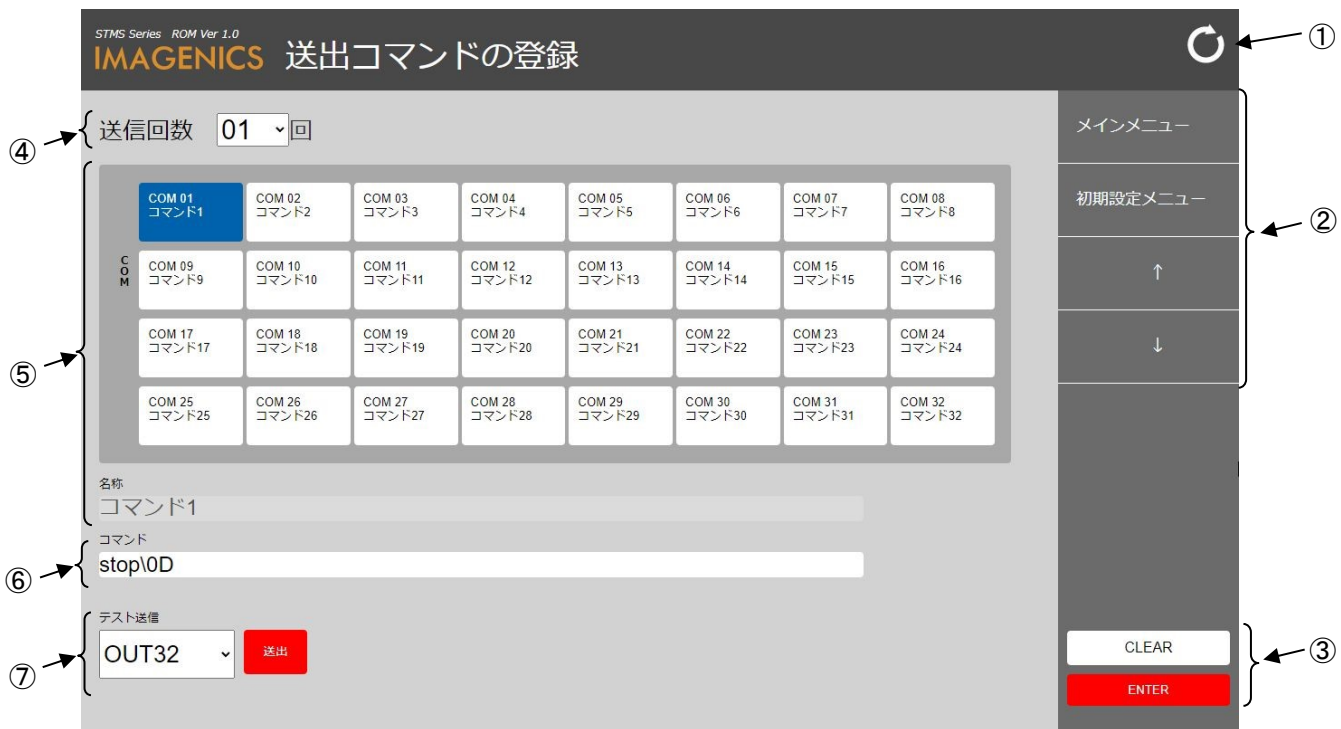 STMS Series ROM Ver 1.0
IMAGENICS 送出コマンドの登録
①
④
送信回数 01 回
メインメニュー
初期設定メニュー
↑
↓
②
⑤
COM
COM 01
コマンド1
COM 02
コマンド2
COM 03
コマンド3
COM 04
コマンド4
COM 05
コマンド5
COM 06
コマンド6
COM 07
コマンド7
COM 08
コマンド8
COM 09
コマンド9
COM 10
コマンド10
COM 11
コマンド11
COM 12
コマンド12
COM 13
コマンド13
COM 14
コマンド14
COM 15
コマンド15
COM 16
コマンド16
COM 17
コマンド17
COM 18
コマンド18
COM 19
コマンド19
COM 20
コマンド20
COM 21
コマンド21
COM 22
コマンド22
COM 23
コマンド23
COM 24
コマンド24
COM 25
コマンド25
COM 26
コマンド26
COM 27
コマンド27
COM 28
コマンド28
COM 29
コマンド29
COM 30
コマンド30
COM 31
コマンド31
COM 32
コマンド32
名称
コマンド1
⑥
コマンド
stop\0D
⑦
テスト送信
OUT32 送出
CLEAR
ENTER
③